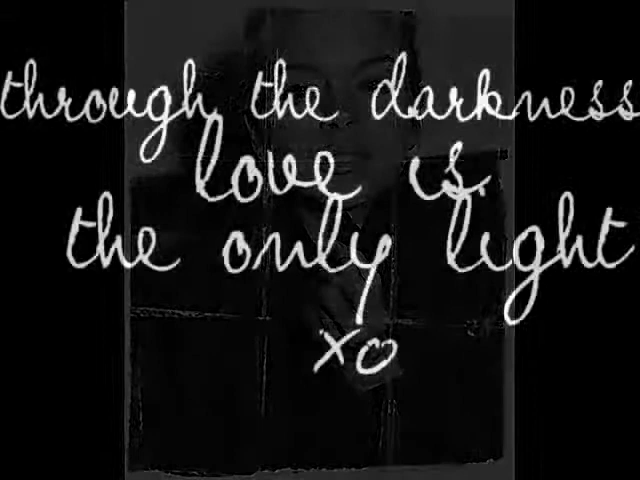 through the darkness
love is
the only light
xo